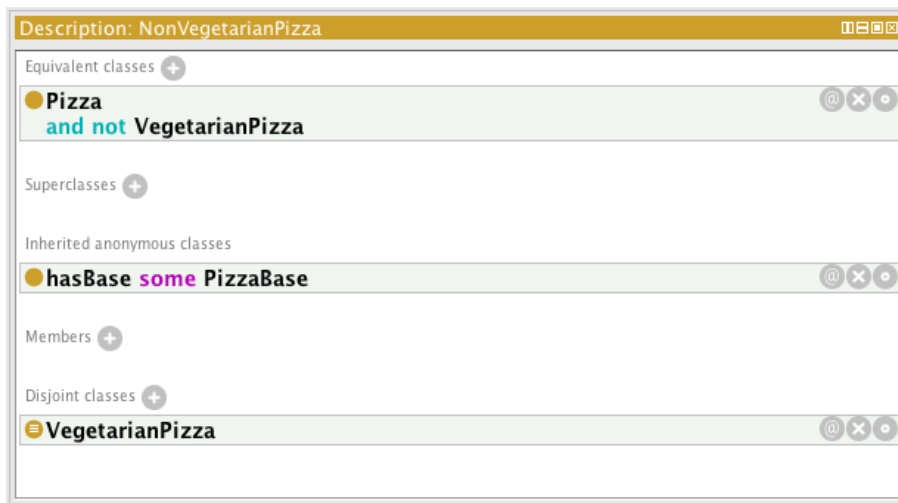 Description: NonVegetarianPizza
Equivalent classes
Pizza
and not VegetarianPizza
Superclasses
Inherited anonymous classes
hasBase some PizzaBase
Members
Disjoint classes
VegetarianPizza